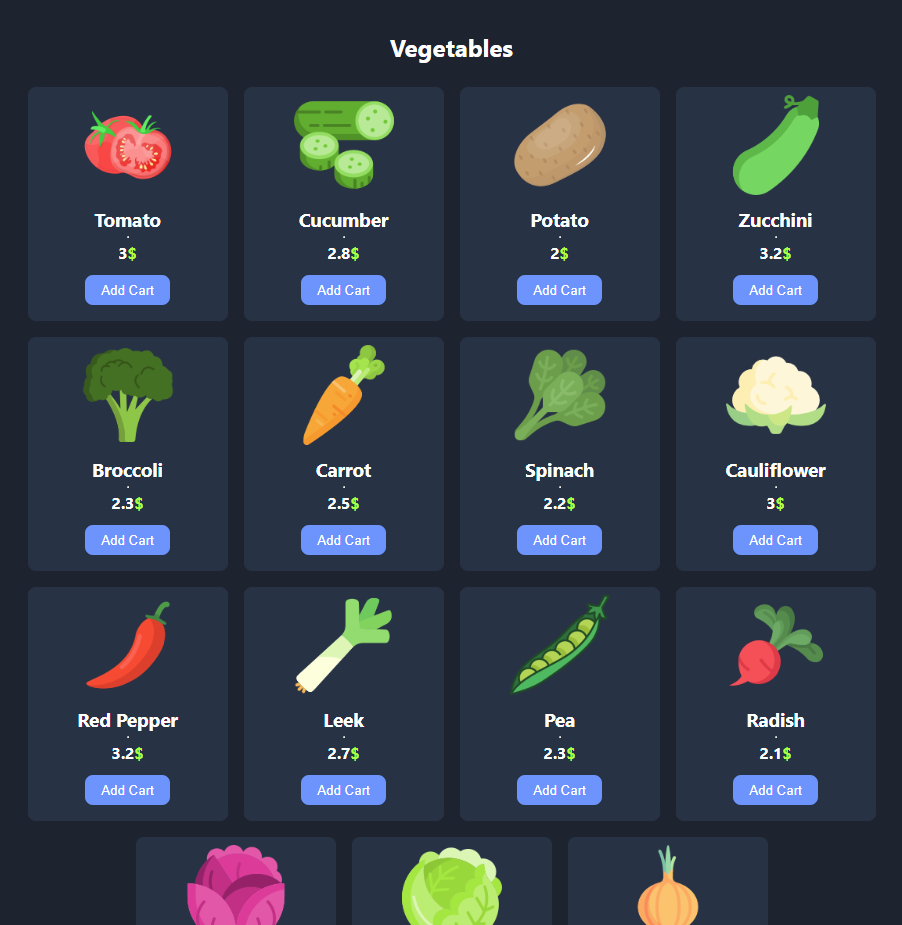 Vegetables
Tomato
·
3$
Add Cart
Cucumber
·
2.8$
Add Cart
Potato
·
2$
Add Cart
Zucchini
·
3.2$
Add Cart
Broccoli
·
2.3$
Add Cart
Carrot
·
2.5$
Add Cart
Spinach
·
2.2$
Add Cart
Cauliflower
·
3$
Add Cart
Red Pepper
·
3.2$
Add Cart
Leek
·
2.7$
Add Cart
Pea
·
2.3$
Add Cart
Radish
·
2.1$
Add Cart